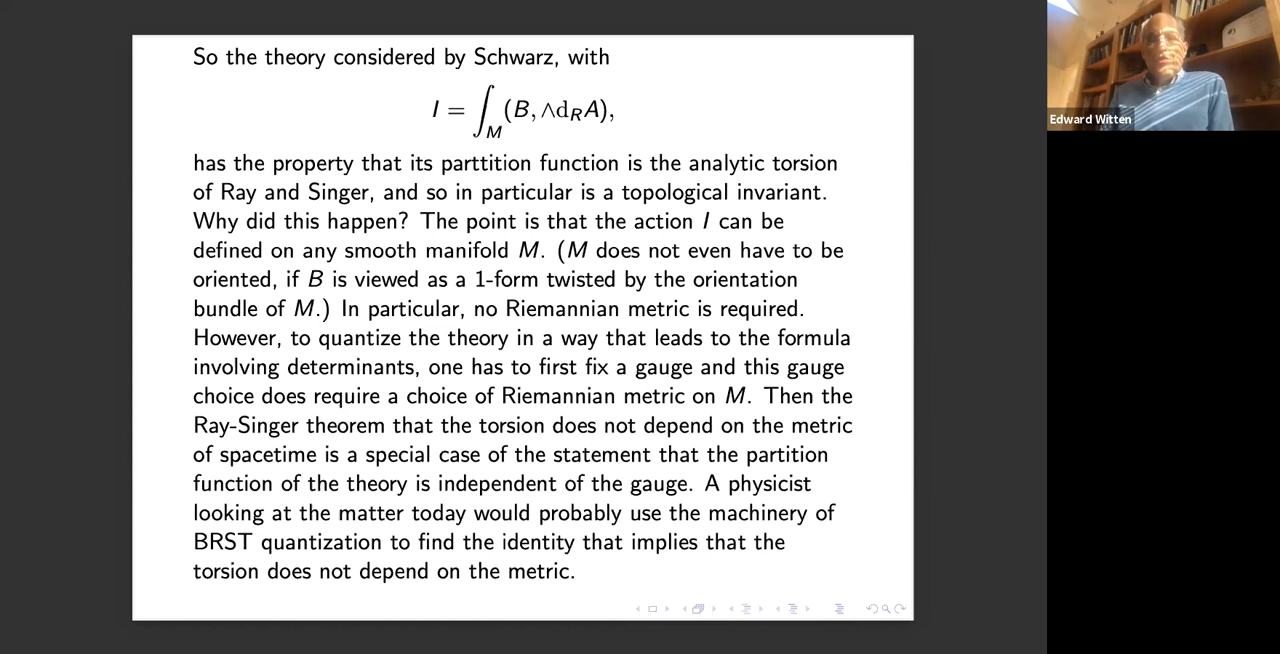 So the theory considered by Schwarz, with
I = ∫_M (B, ∧d_R A),
has the property that its parttition function is the analytic torsion
of Ray and Singer, and so in particular is a topological invariant.
Why did this happen? The point is that the action I can be
defined on any smooth manifold M. (M does not even have to be
oriented, if B is viewed as a 1-form twisted by the orientation
bundle of M.) In particular, no Riemannian metric is required.
However, to quantize the theory in a way that leads to the formula
involving determinants, one has to first fix a gauge and this gauge
choice does require a choice of Riemannian metric on M. Then the
Ray-Singer theorem that the torsion does not depend on the metric
of spacetime is a special case of the statement that the partition
function of the theory is independent of the gauge. A physicist
looking at the matter today would probably use the machinery of
BRST quantization to find the identity that implies that the
torsion does not depend on the metric.
Edward Witten